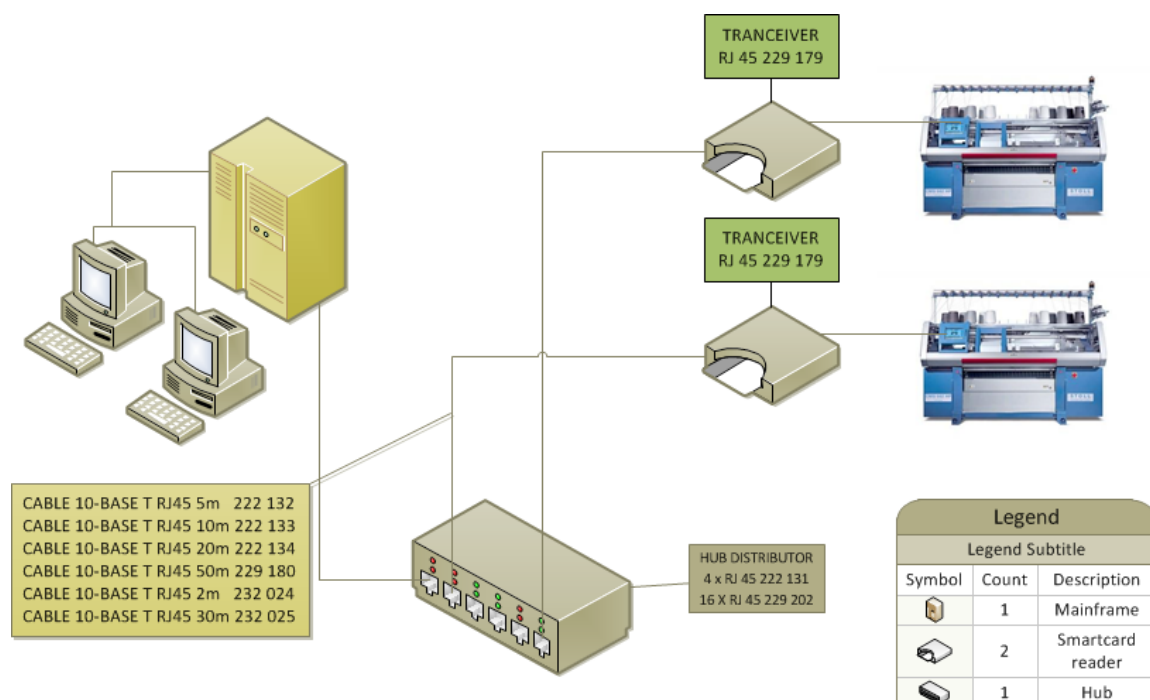 TRANCEIVER
RJ 45 229 179
TRANCEIVER
RJ 45 229 179
CABLE 10-BASE T RJ45 5m 222 132
CABLE 10-BASE T RJ45 10m 222 133
CABLE 10-BASE T RJ45 20m 222 134
CABLE 10-BASE T RJ45 50m 229 180
CABLE 10-BASE T RJ45 2m 232 024
CABLE 10-BASE T RJ45 30m 232 025
HUB DISTRIBUTOR
4 x RJ 45 222 131
16 X RJ 45 229 202
Legend
Legend Subtitle
Symbol Count Description
1 Mainframe
2 Smartcard
reader
1 Hub